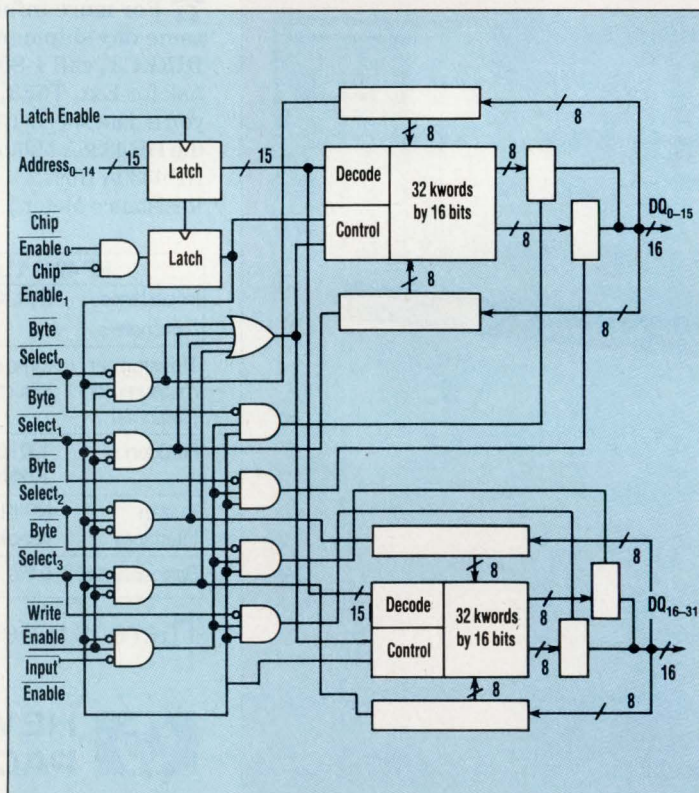 Latch Enable
Address0–14
15
Latch
15
8
8
Decode
Control
32 kwords
by 16 bits
8
8
DQ0–15
16
Chip
Enable0
Chip
Enable1
Latch
8
8
Byte
Select0
Byte
Select1
Byte
Select2
Byte
Select3
Write
Enable
Input
Enable
8
8
15
Decode
Control
32 kwords
by 16 bits
8
8
DQ16–31
16
8
8